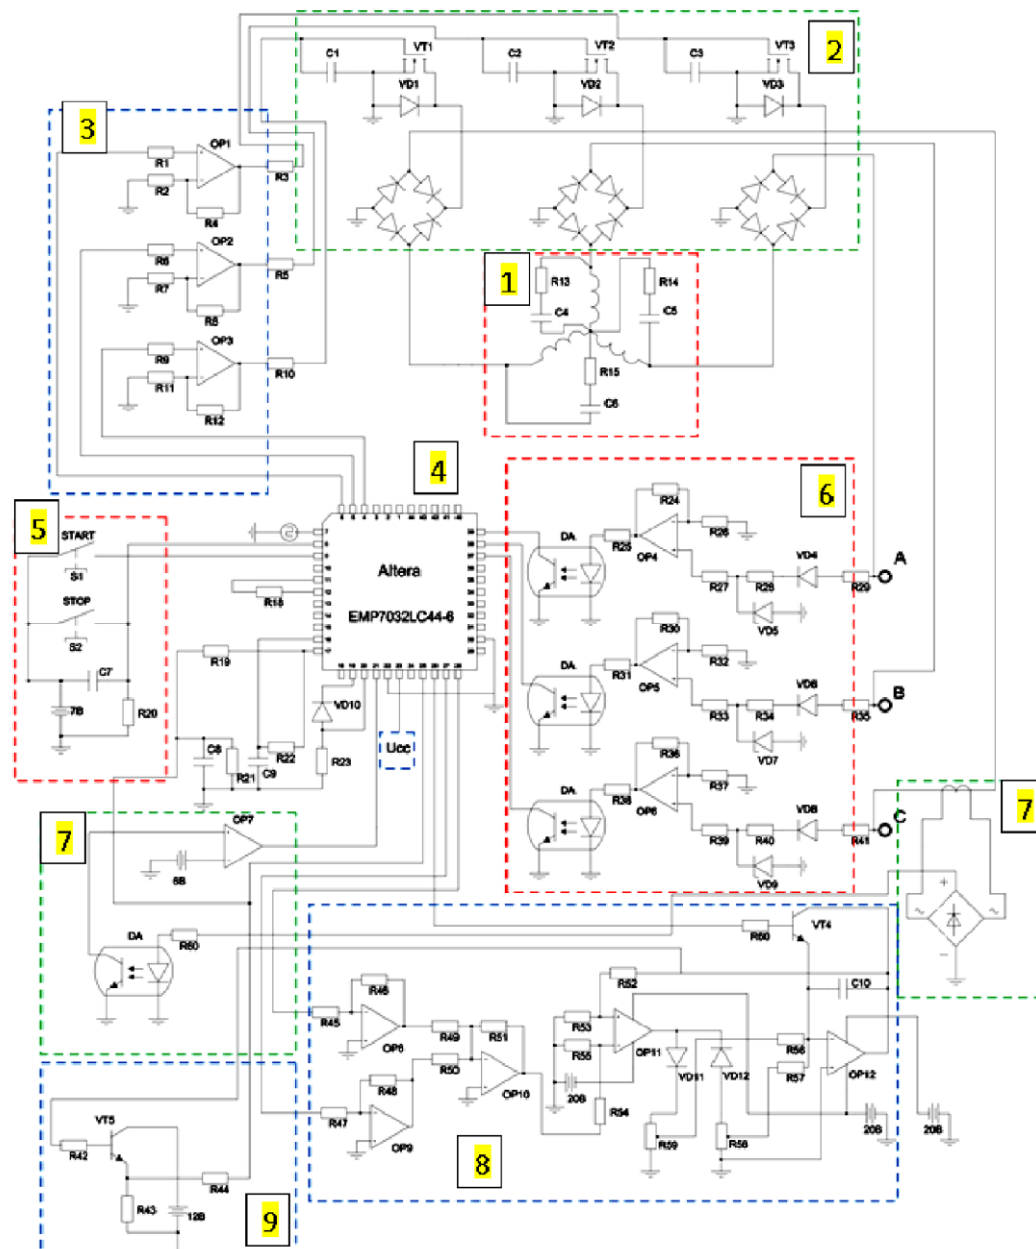 2
C1
VT1
C2
VT2
C3
VT3
VD1
VD2
VD3
3
OP1
R1
R2
R3
R4
OP2
R6
R7
R5
R8
OP3
R9
R11
R10
R12
1
R13
R14
C4
C5
R15
C6
4
5
START
S1
STOP
S2
C7
7B
R20
Altera
EMP7032LC44-6
R18
R19
C8
R21
C9
R22
VD10
R23
Ucc
6
R24
DA
R25
R26
OP4
VD4
R27
R28
R29
A
VD5
R30
DA
R31
R32
OP5
VD6
R33
R34
R35
B
VD7
R36
DA
R38
R37
OP6
VD8
R39
R40
R41
C
VD9
7
OP7
6B
DA
R60
7
+
~
~
-
8
R60
VT4
C10
R46
R45
OP8
R49
R51
R50
R48
OP10
R47
OP9
R52
R53
R55
OP11
20B
R54
VD11
VD12
R59
R58
R56
R57
OP12
20B
20B
9
VT5
R42
R44
R43
12B